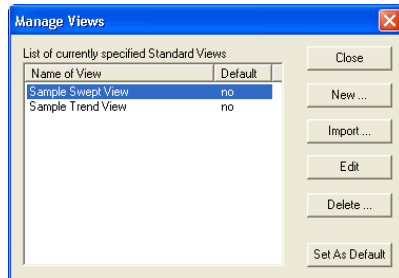 Manage Views
List of currently specified Standard Views
Name of View Default
Sample Swept View no
Sample Trend View no
Close
New ...
Import ...
Edit
Delete ...
Set As Default